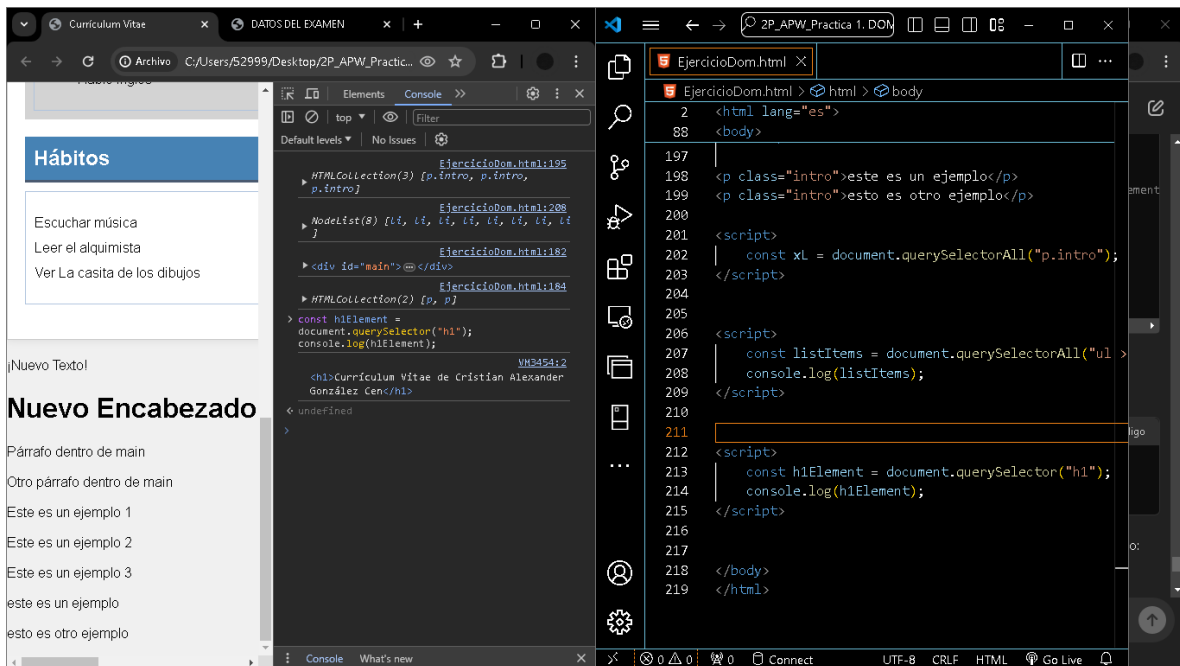 Currículum Vitae
DATOS DEL EXAMEN
Archivo
C:/Users/52999/Desktop/2P_APW_Practic...
Hábitos
Escuchar música
Leer el alquimista
Ver La casita de los dibujos
¡Nuevo Texto!
Nuevo Encabezado
Párrafo dentro de main
Otro párrafo dentro de main
Este es un ejemplo 1
Este es un ejemplo 2
Este es un ejemplo 3
este es un ejemplo
esto es otro ejemplo
Elements Console
top Filter
Default levels No Issues
EjercicioDom.html:195
HTMLCollection(3) [p.intro, p.intro,
p.intro]
EjercicioDom.html:208
NodeList(8) [li, li, li, li, li, li, li, li
]
EjercicioDom.html:182
<div id="main">…</div>
EjercicioDom.html:184
HTMLCollection(2) [p, p]
const h1Element =
document.querySelector("h1");
console.log(h1Element);
VM3454:2
<h1>Currículum Vitae de Cristian Alexander
González Cen</h1>
undefined
Console What's new
2P_APW_Practica 1. DOM
EjercicioDom.html
EjercicioDom.html > html > body
2 <html lang="es">
88 <body>
197
198 <p class="intro">este es un ejemplo</p>
199 <p class="intro">esto es otro ejemplo</p>
200
201 <script>
202 const xL = document.querySelectorAll("p.intro");
203 </script>
204
205
206 <script>
207 const listItems = document.querySelectorAll("ul >
208 console.log(listItems);
209 </script>
210
211
212 <script>
213 const h1Element = document.querySelector("h1");
214 console.log(h1Element);
215 </script>
216
217
218 </body>
219 </html>
0 0 0 Connect UTF-8 CRLF HTML Go Live
ement
digo
o: